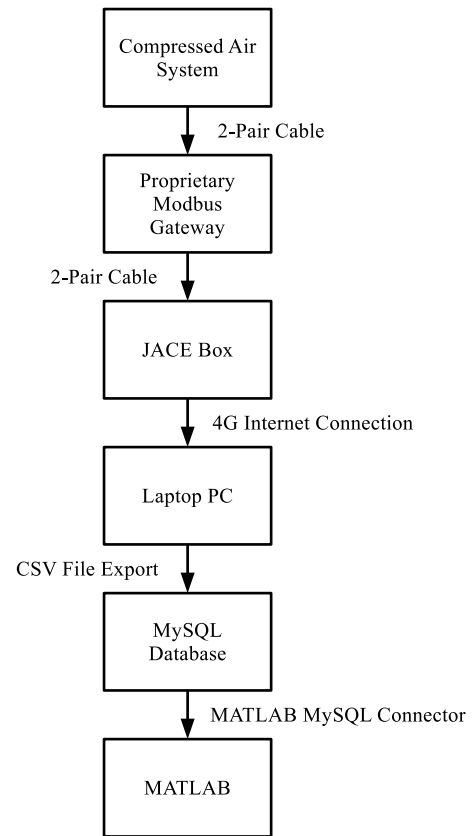 Compressed Air
System
2-Pair Cable
Proprietary
Modbus
Gateway
2-Pair Cable
JACE Box
4G Internet Connection
Laptop PC
CSV File Export
MySQL
Database
MATLAB MySQL Connector
MATLAB